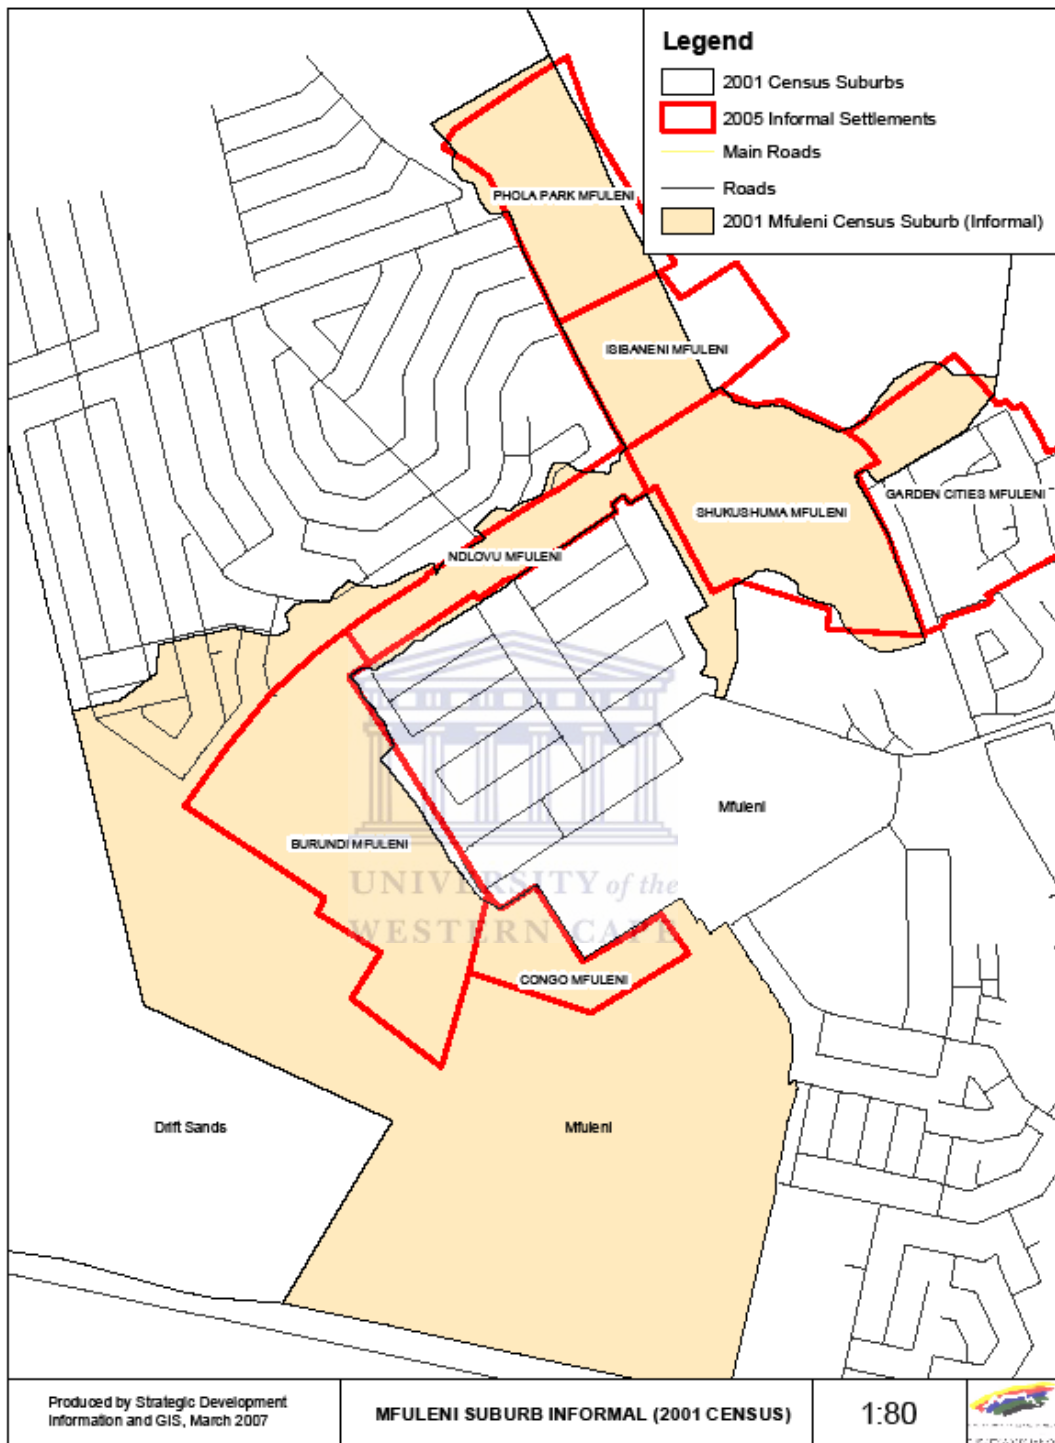 Legend
2001 Census Suburbs
2005 Informal Settlements
Main Roads
Roads
2001 Mfuleni Census Suburb (Informal)
PHOLA PARK MFULENI
ISIBANENI MFULENI
GARDEN CITIES MFULENI
SHUKUSHUMA MFULENI
NDLOVU MFULENI
Mfuleni
BURUNDI MFULENI
UNIVERSITY of the
WESTERN CAPE
CONGO MFULENI
Drift Sands
Mfuleni
Produced by Strategic Development
Information and GIS, March 2007
MFULENI SUBURB INFORMAL (2001 CENSUS)
1:80